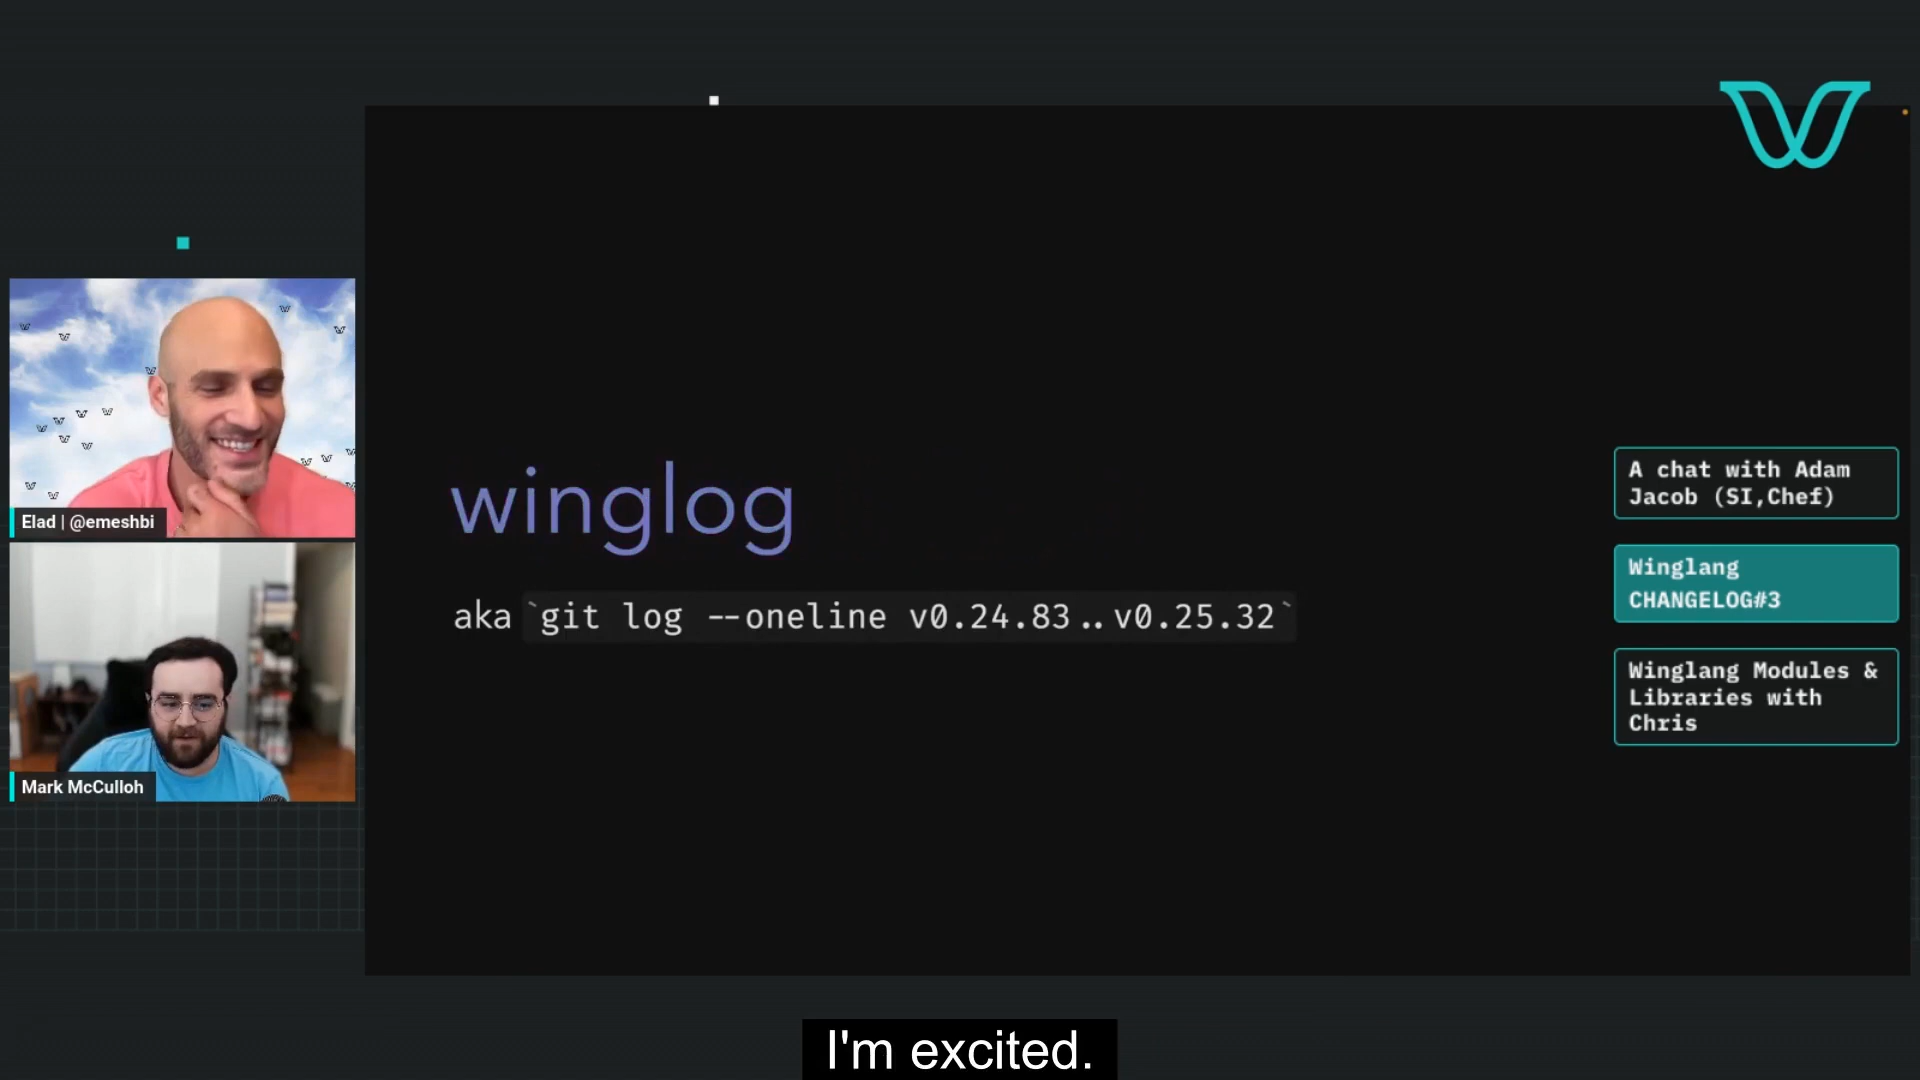 Elad | @emeshbi
Mark McCulloh
winglog
aka `git log --oneline v0.24.83..v0.25.32`
A chat with Adam
Jacob (SI,Chef)
Winglang
CHANGELOG#3
Winglang Modules &
Libraries with
Chris
I'm excited.